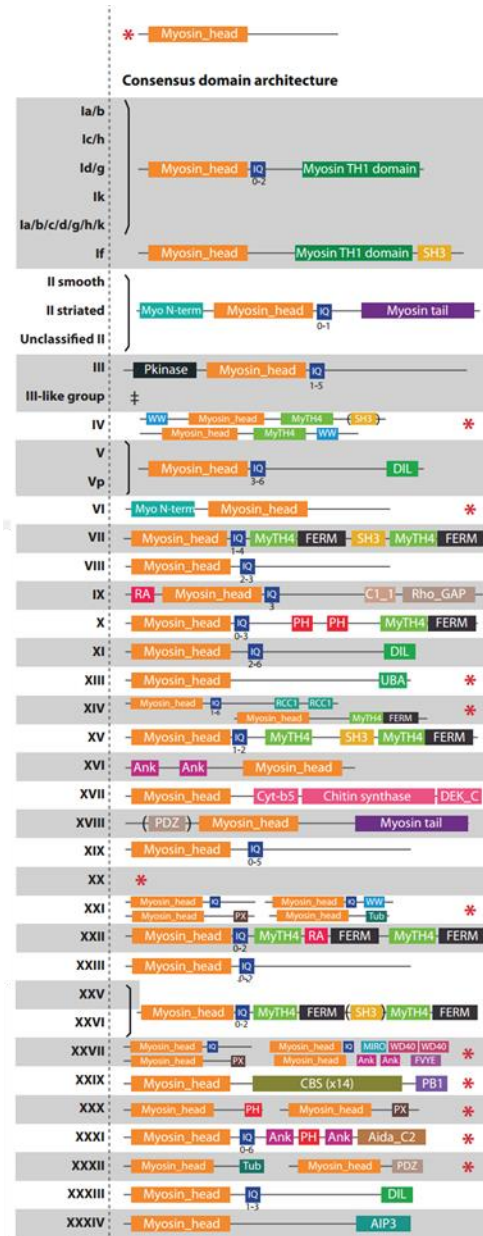 * Myosin_head
Consensus domain architecture
Ia/b
Ic/h
Id/g Myosin_head IQ Myosin TH1 domain
0-2
Ik
Ia/b/c/d/g/h/k
If Myosin_head Myosin TH1 domain SH3
II smooth
II striated Myo N-term Myosin_head IQ Myosin tail
0-1
Unclassified II
III Pkinase Myosin_head IQ
1-5
III-like group ‡
IV WW Myosin_head MyTH4 (SH3) *
Myosin_head MyTH4 WW
V Myosin_head IQ DIL
Vp 3-6
VI Myo N-term Myosin_head *
VII Myosin_head IQ MyTH4 FERM SH3 MyTH4 FERM
1-4
VIII Myosin_head IQ
2-3
IX RA Myosin_head IQ C1_1 Rho_GAP
3
X Myosin_head IQ PH PH MyTH4 FERM
0-3
XI Myosin_head IQ DIL
2-6
XIII Myosin_head UBA *
XIV Myosin_head IQ RCC1 RCC1 *
1-6
Myosin_head MyTH4 FERM
XV Myosin_head IQ MyTH4 SH3 MyTH4 FERM
1-2
XVI Ank Ank Myosin_head
XVII Myosin_head Cyt-b5 Chitin synthase DEK_C
XVIII (PDZ) Myosin_head Myosin tail
XIX Myosin_head IQ
0-5
XX *
XXI Myosin_head IQ Myosin_head IQ WW *
Myosin_head PX Myosin_head Tub
XXII Myosin_head IQ MyTH4 RA FERM MyTH4 FERM
0-2
XXIII Myosin_head IQ
XXV
Myosin_head IQ MyTH4 FERM (SH3) MyTH4 FERM
XXVI 0-2
XXVII Myosin_head IQ Myosin_head IQ MIRO WD40 WD40 *
Myosin_head PX Myosin_head Ank Ank FVYE
XXIX Myosin_head CBS (x14) PB1 *
XXX Myosin_head PH Myosin_head PX *
XXXI Myosin_head IQ Ank PH Ank Aida_C2 *
0-6
XXXII Myosin_head Tub Myosin_head PDZ *
XXXIII Myosin_head IQ DIL
1-3
XXXIV Myosin_head AIP3